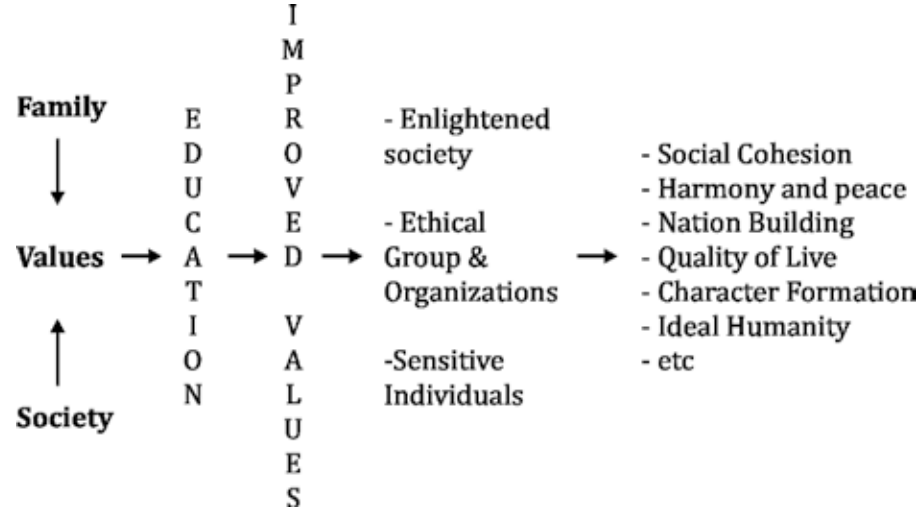 Family
Values
Society
EDUCATION
IMPROVED VALUES
- Enlightened
society
- Ethical
Group &
Organizations
-Sensitive
Individuals
- Social Cohesion
- Harmony and peace
- Nation Building
- Quality of Live
- Character Formation
- Ideal Humanity
- etc